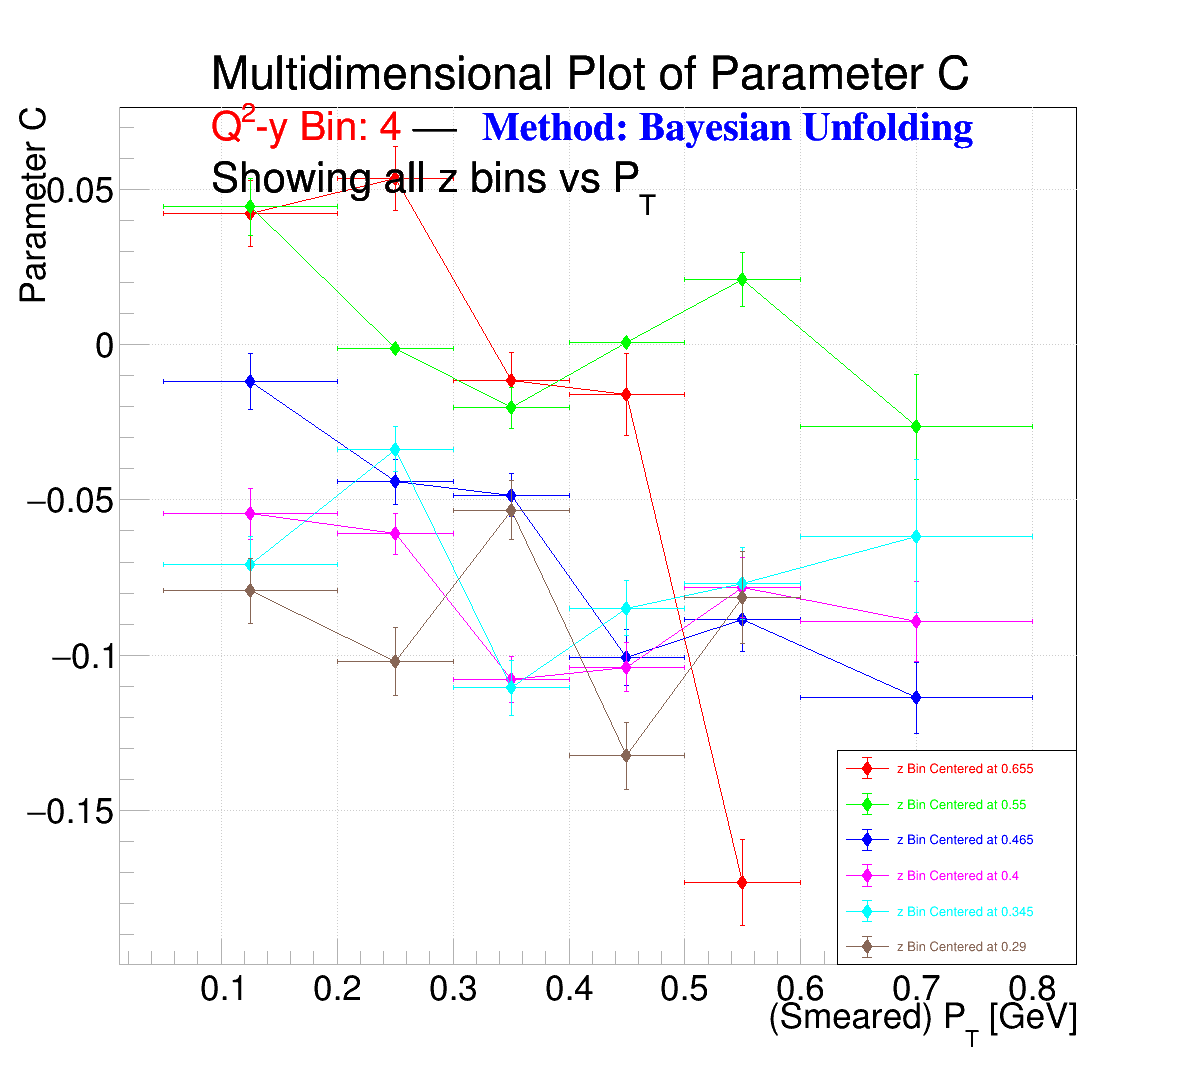 Multidimensional Plot of Parameter C
Q²-y Bin: 4 — Method: Bayesian Unfolding
Showing all z bins vs P_T
Parameter C
0.05
0
−0.05
−0.1
−0.15
z Bin Centered at 0.655
z Bin Centered at 0.55
z Bin Centered at 0.465
z Bin Centered at 0.4
z Bin Centered at 0.345
z Bin Centered at 0.29
0.1 0.2 0.3 0.4 0.5 0.6 0.7 0.8
(Smeared) P_T [GeV]